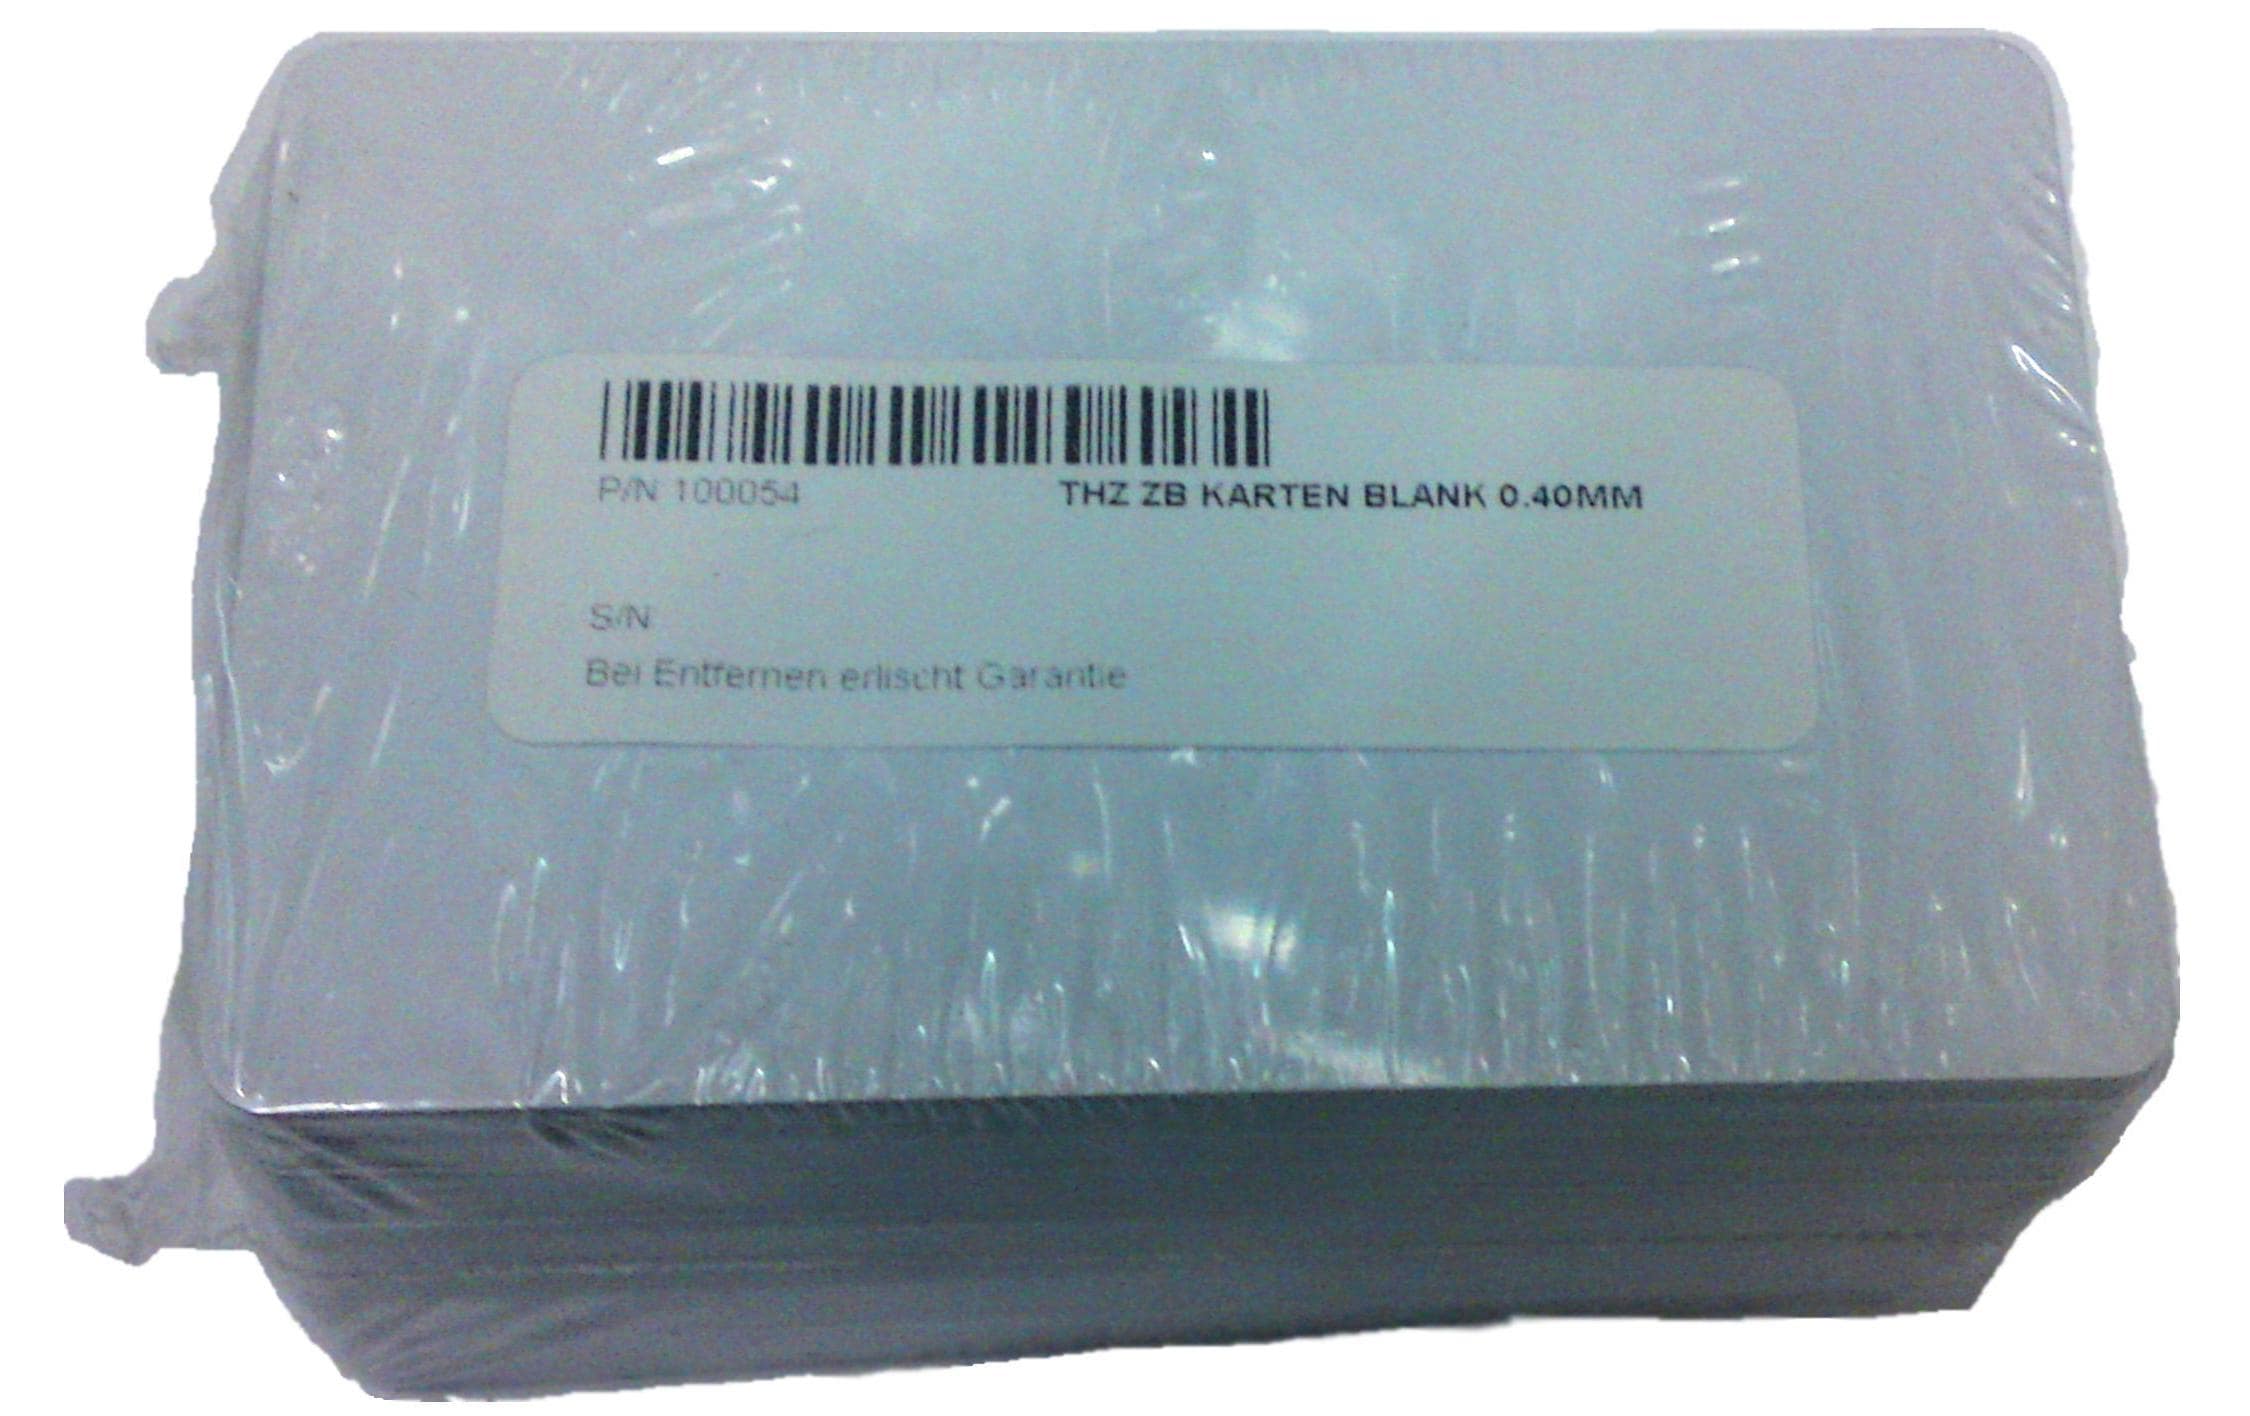 P/N 100054 THZ ZB KARTEN BLANK 0.40MM
S/N
Bei Entfernen erlischt Garantie